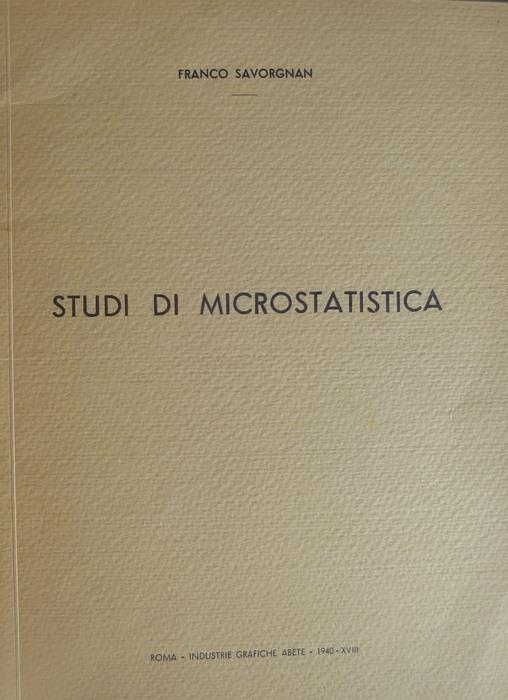 FRANCO SAVORGNAN
STUDI DI MICROSTATISTICA
ROMA - INDUSTRIE GRAFICHE ABETE - 1940 - XVIII